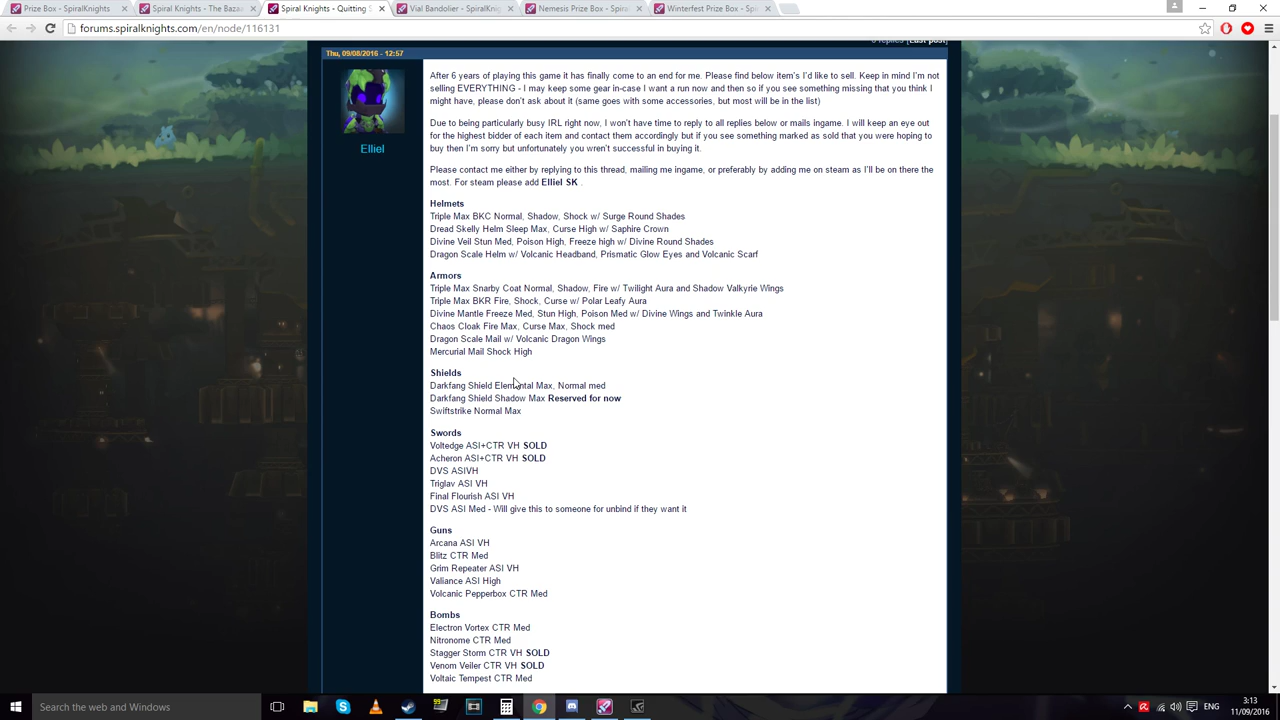 Prize Box - SpiralKnights
Spiral Knights - The Bazaa
Spiral Knights - Quitting S
Vial Bandolier - SpiralKnig
Nemesis Prize Box - Spira
Winterfest Prize Box - Spi
forums.spiralknights.com/en/node/116131
Thu, 09/08/2016 - 12:57
Elliel
After 6 years of playing this game it has finally come to an end for me. Please find below item's I'd like to sell. Keep in mind I'm not
selling EVERYTHING - I may keep some gear in-case I want a run now and then so if you see something missing that you think I
might have, please don't ask about it (same goes with some accessories, but most will be in the list)
Due to being particularly busy IRL right now, I won't have time to reply to all replies below or mails ingame. I will keep an eye out
for the highest bidder of each item and contact them accordingly but if you see something marked as sold that you were hoping to
buy then I'm sorry but unfortunately you wren't successful in buying it.
Please contact me either by replying to this thread, mailing me ingame, or preferably by adding me on steam as I'll be on there the
most. For steam please add Elliel SK .
Helmets
Triple Max BKC Normal, Shadow, Shock w/ Surge Round Shades
Dread Skelly Helm Sleep Max, Curse High w/ Saphire Crown
Divine Veil Stun Med, Poison High, Freeze high w/ Divine Round Shades
Dragon Scale Helm w/ Volcanic Headband, Prismatic Glow Eyes and Volcanic Scarf
Armors
Triple Max Snarby Coat Normal, Shadow, Fire w/ Twilight Aura and Shadow Valkyrie Wings
Triple Max BKR Fire, Shock, Curse w/ Polar Leafy Aura
Divine Mantle Freeze Med, Stun High, Poison Med w/ Divine Wings and Twinkle Aura
Chaos Cloak Fire Max, Curse Max, Shock med
Dragon Scale Mail w/ Volcanic Dragon Wings
Mercurial Mail Shock High
Shields
Darkfang Shield Elemental Max, Normal med
Darkfang Shield Shadow Max Reserved for now
Swiftstrike Normal Max
Swords
Voltedge ASI+CTR VH SOLD
Acheron ASI+CTR VH SOLD
DVS ASIVH
Triglav ASI VH
Final Flourish ASI VH
DVS ASI Med - Will give this to someone for unbind if they want it
Guns
Arcana ASI VH
Blitz CTR Med
Grim Repeater ASI VH
Valiance ASI High
Volcanic Pepperbox CTR Med
Bombs
Electron Vortex CTR Med
Nitronome CTR Med
Stagger Storm CTR VH SOLD
Venom Veiler CTR VH SOLD
Voltaic Tempest CTR Med
Search the web and Windows
ENG
3:13
11/09/2016